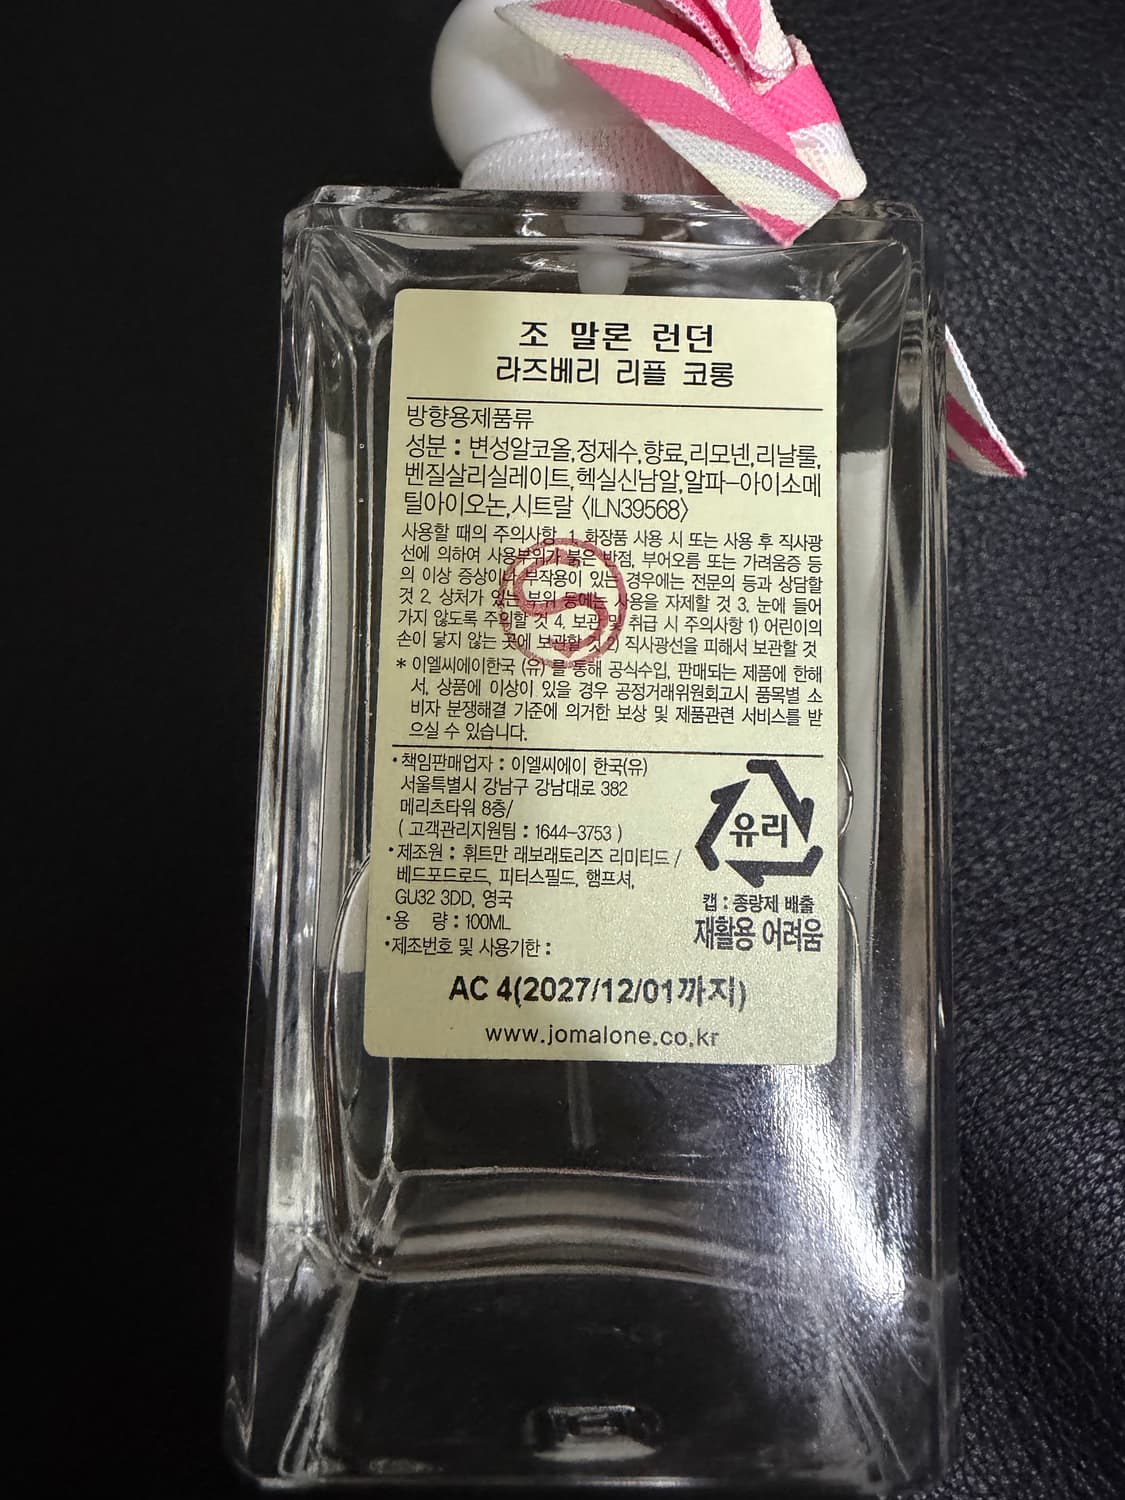 조 말론 런던
라즈베리 리플 코롱
방향용제품류
성분 : 변성알코올,정제수,향료,리모넨,리날룰,
벤질살리실레이트,헥실신남알,알파-아이소메
틸아이오논,시트랄 <ILN39568>
사용할 때의 주의사항 1. 화장품 사용 시 또는 사용 후 직사광
선에 의하여 사용부위가 붉은 반점, 부어오름 또는 가려움증 등
의 이상 증상이나 부작용이 있는 경우에는 전문의 등과 상담할
것 2. 상처가 있는 부위 등에는 사용을 자제할 것 3. 눈에 들어
가지 않도록 주의할 것 4. 보관 및 취급 시 주의사항 1) 어린이의
손이 닿지 않는 곳에 보관할 것 2) 직사광선을 피해서 보관할 것
* 이엘씨에이한국 (유) 를 통해 공식수입, 판매되는 제품에 한해
서, 상품에 이상이 있을 경우 공정거래위원회고시 품목별 소
비자 분쟁해결 기준에 의거한 보상 및 제품관련 서비스를 받
으실 수 있습니다.
·책임판매업자 : 이엘씨에이 한국(유)
서울특별시 강남구 강남대로 382
메리츠타워 8층/
( 고객관리지원팀 : 1644-3753 )
·제조원 : 휘트만 래보래토리즈 리미티드 /
베드포드로드, 피터스필드, 햄프셔,
GU32 3DD, 영국
·용 량 : 100ML
·제조번호 및 사용기한 :
유리
캡 : 종량제 배출
재활용 어려움
AC 4(2027/12/01까지)
www.jomalone.co.kr